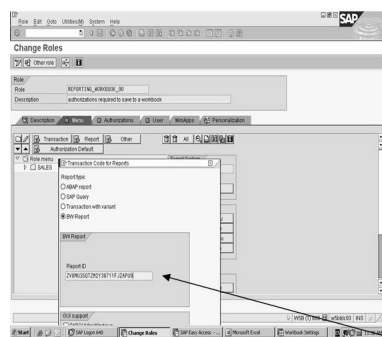 Role Edit Goto Utilities(M) System Help
SAP
Change Roles
Other role
Role
Role REPORTING_WORKBOOK_00
Description authorizations required to save to a workbook
Description Menu Authorizations User MiniApps Personalization
Transaction Report Other All
Authorization Default
Role menu
SALES
Transaction Code for Reports
Report type:
ABAP report
SAP Query
Transaction with variant
BW Report
BW Report
Report ID
GUI support
Start SAP Logon 640 Change Roles SAP Easy Access - ... Microsoft Excel Workbook Settings